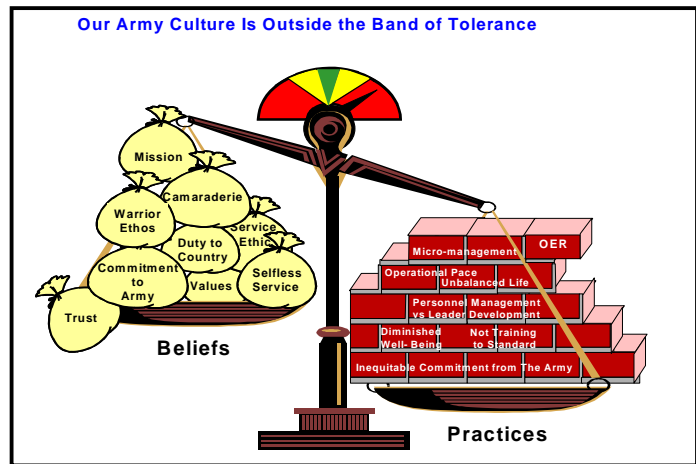 Our Army Culture Is Outside the Band of Tolerance
Mission
Camaraderie
Warrior
Ethos
Service
Ethic
Duty to
Country
Commitment
to
Army
Values
Selfless
Service
Trust
Beliefs
OER
Micro-management
Operational Pace
Unbalanced Life
Personnel Management
vs Leader Development
Diminished
Well- Being
Not Training
to Standard
Inequitable Commitment from The Army
Practices